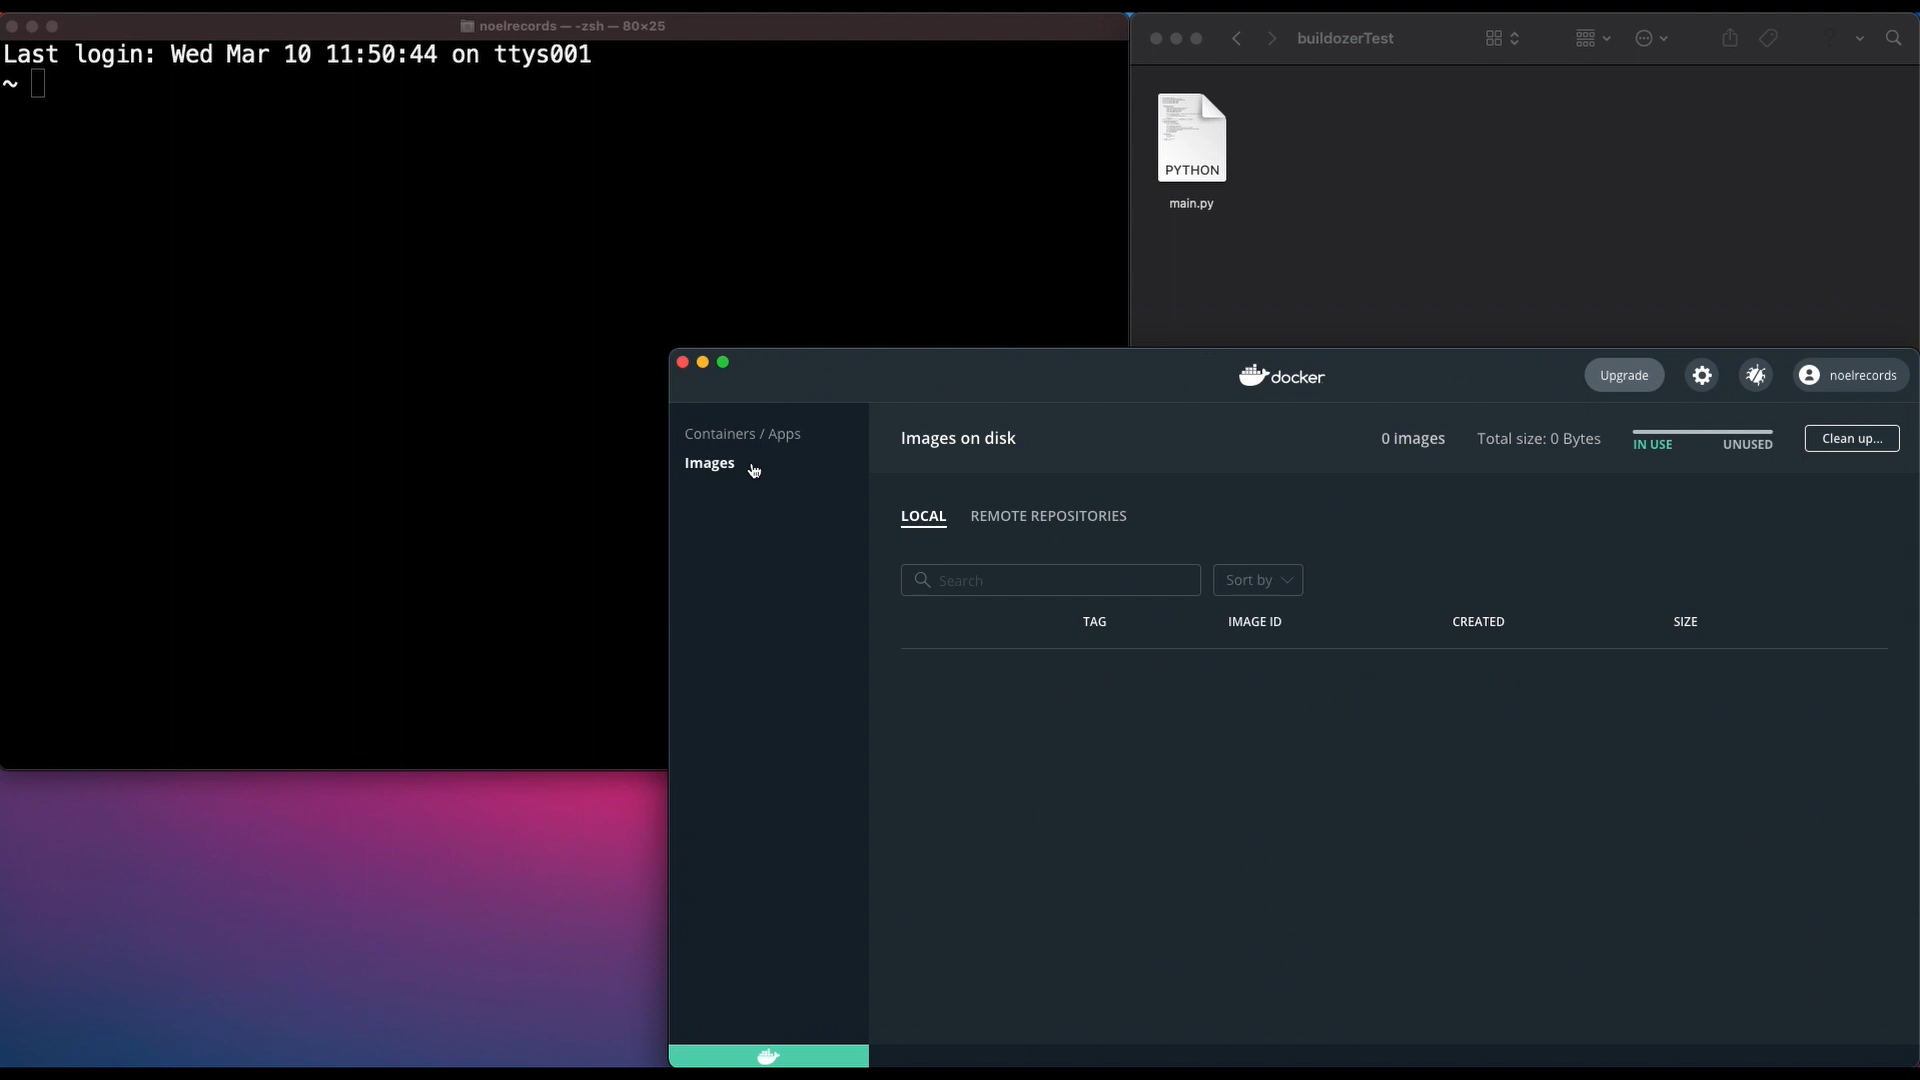 noelrecords — -zsh — 80×25
Last login: Wed Mar 10 11:50:44 on ttys001
~
buildozerTest
PYTHON
main.py
docker
Upgrade
noelrecords
Containers / Apps
Images
Images on disk
0 images
Total size: 0 Bytes
IN USE
UNUSED
Clean up...
LOCAL
REMOTE REPOSITORIES
Search
Sort by
TAG
IMAGE ID
CREATED
SIZE